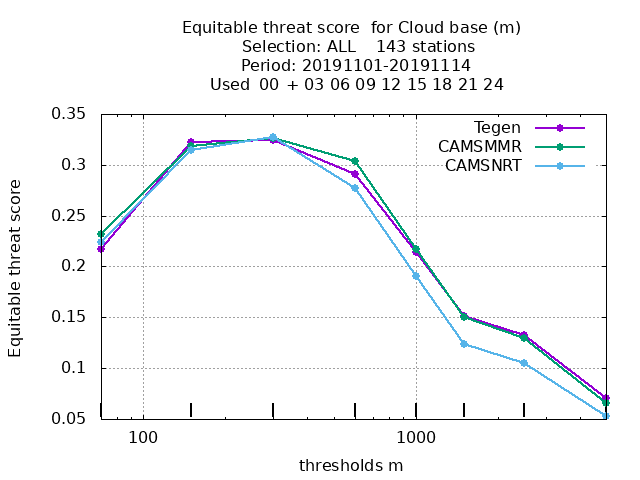 Equitable threat score  for Cloud base (m)
Selection: ALL    143 stations
Period: 20191101-20191114
Used  00 + 03 06 09 12 15 18 21 24
Equitable threat score
0.35
0.3
0.25
0.2
0.15
0.1
0.05
Tegen
CAMSMMR
CAMSNRT
100
1000
thresholds m